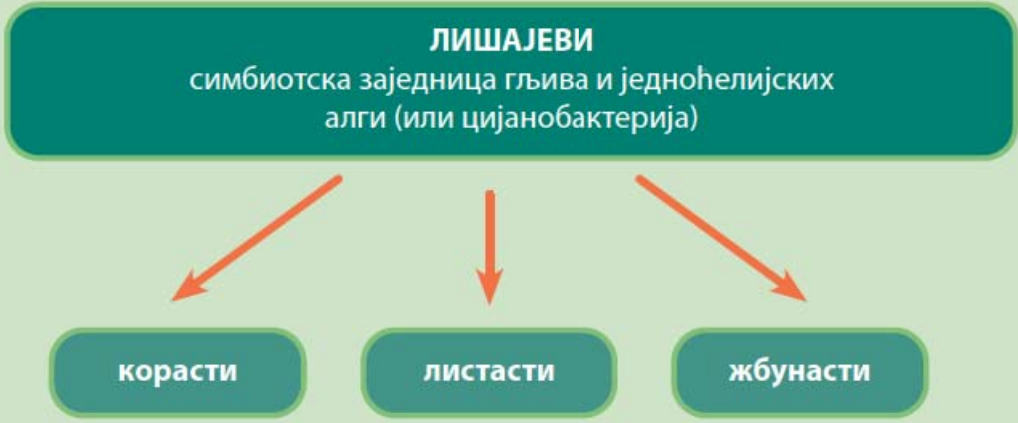 ЛИШАЈЕВИ
симбиотска заједница гљива и једноћелијских
алги (или цијанобактерија)
корасти
листасти
жбунасти